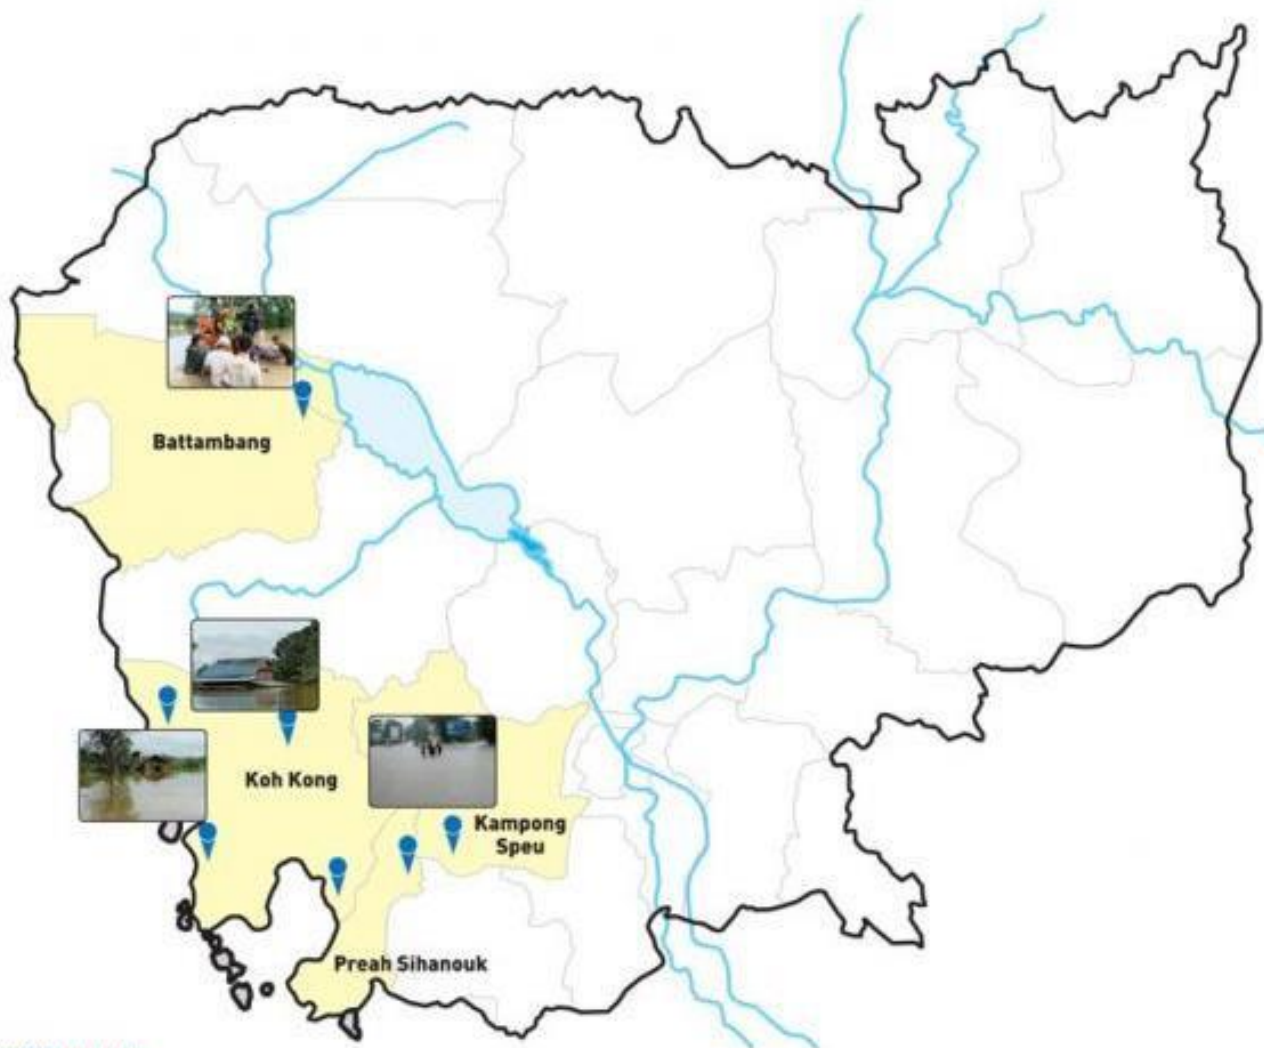 Battambang
Koh Kong
Kampong
Speu
Preah Sihanouk